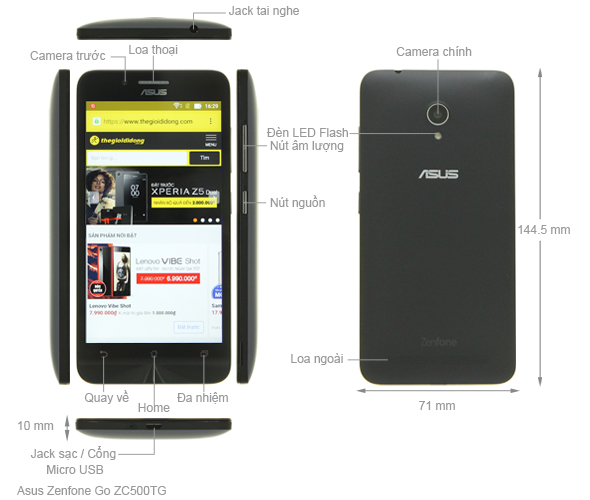 Jack tai nghe
Loa thoại
Camera trước
Camera chính
ASUS
16:29
https://www.thegioididong.com
thegioididong
MENU
Tìm
ĐẶT TRƯỚC
XPERIA Z5 Dual
07
00
Đèn LED Flash
Nút âm lượng
ASUS
Nút nguồn
144.5 mm
SẢN PHẨM NỔI BẬT
Lenovo VIBE Shot
6.990.000₫
Lenovo Vibe Shot
7.990.000₫
Zenfone
Loa ngoài
Quay về
Home
Đa nhiệm
71 mm
10 mm
Jack sạc / Cổng
Micro USB
Asus Zenfone Go ZC500TG